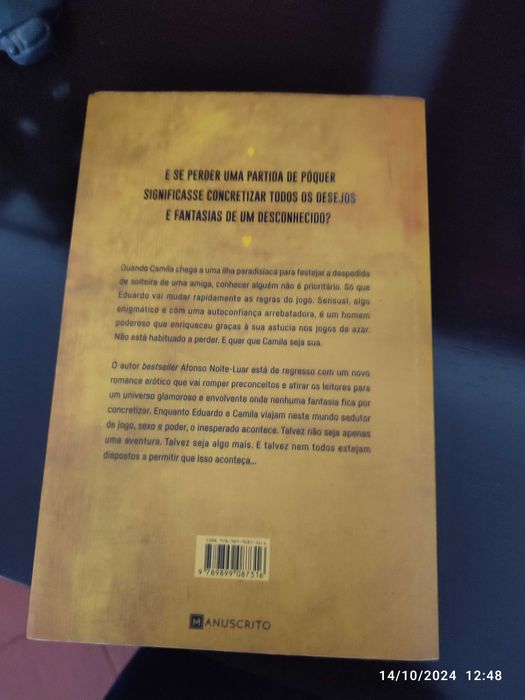 E SE PERDER UMA PARTIDA DE PÓQUER
SIGNIFICASSE CONCRETIZAR TODOS OS DESEJOS
E FANTASIAS DE UM DESCONHECIDO?
Quando Camila chega a uma ilha paradisíaca para festejar a despedida
de solteira de uma amiga, conhecer alguém não é prioritário. Só que
Eduardo vai mudar rapidamente as regras do jogo. Sensual, algo
enigmático e com uma autoconfiança arrebatadora, é um homem
poderoso que enriqueceu graças à sua astúcia nos jogos de azar.
Não está habituado a perder. E quer que Camila seja sua.
O autor bestseller Afonso Noite-Luar está de regresso com um novo
romance erótico que vai romper preconceitos e atirar os leitores para
um universo glamoroso e envolvente onde nenhuma fantasia fica por
concretizar. Enquanto Eduardo e Camila viajam neste mundo sedutor
de jogo, sexo e poder, o inesperado acontece. Talvez não seja apenas
uma aventura. Talvez seja algo mais. E talvez nem todos estejam
dispostos a permitir que isso aconteça...
9 789899 087316
MANUSCRITO
14/10/2024 12:48